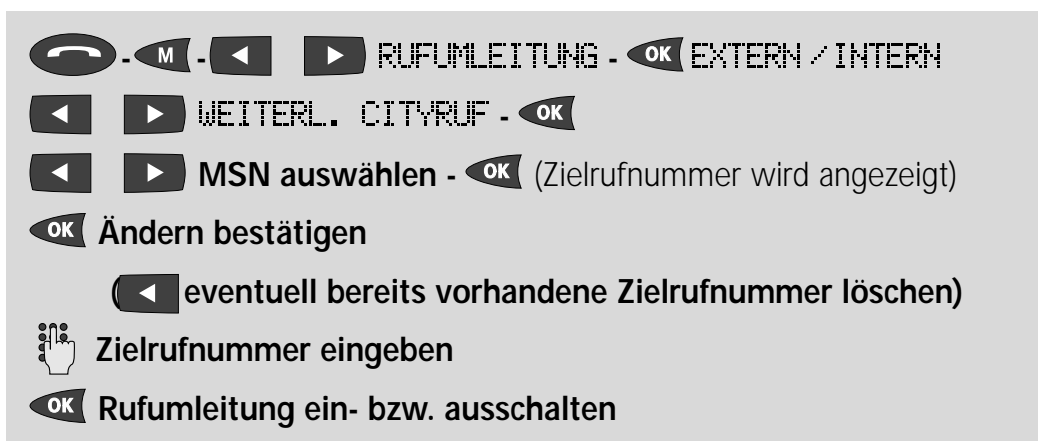 - M - RUFUMLEITUNG - OK EXTERN / INTERN
WEITERL. CITYRUF - OK
MSN auswählen - OK (Zielrufnummer wird angezeigt)
OK Ändern bestätigen
( eventuell bereits vorhandene Zielrufnummer löschen)
Zielrufnummer eingeben
OK Rufumleitung ein- bzw. ausschalten